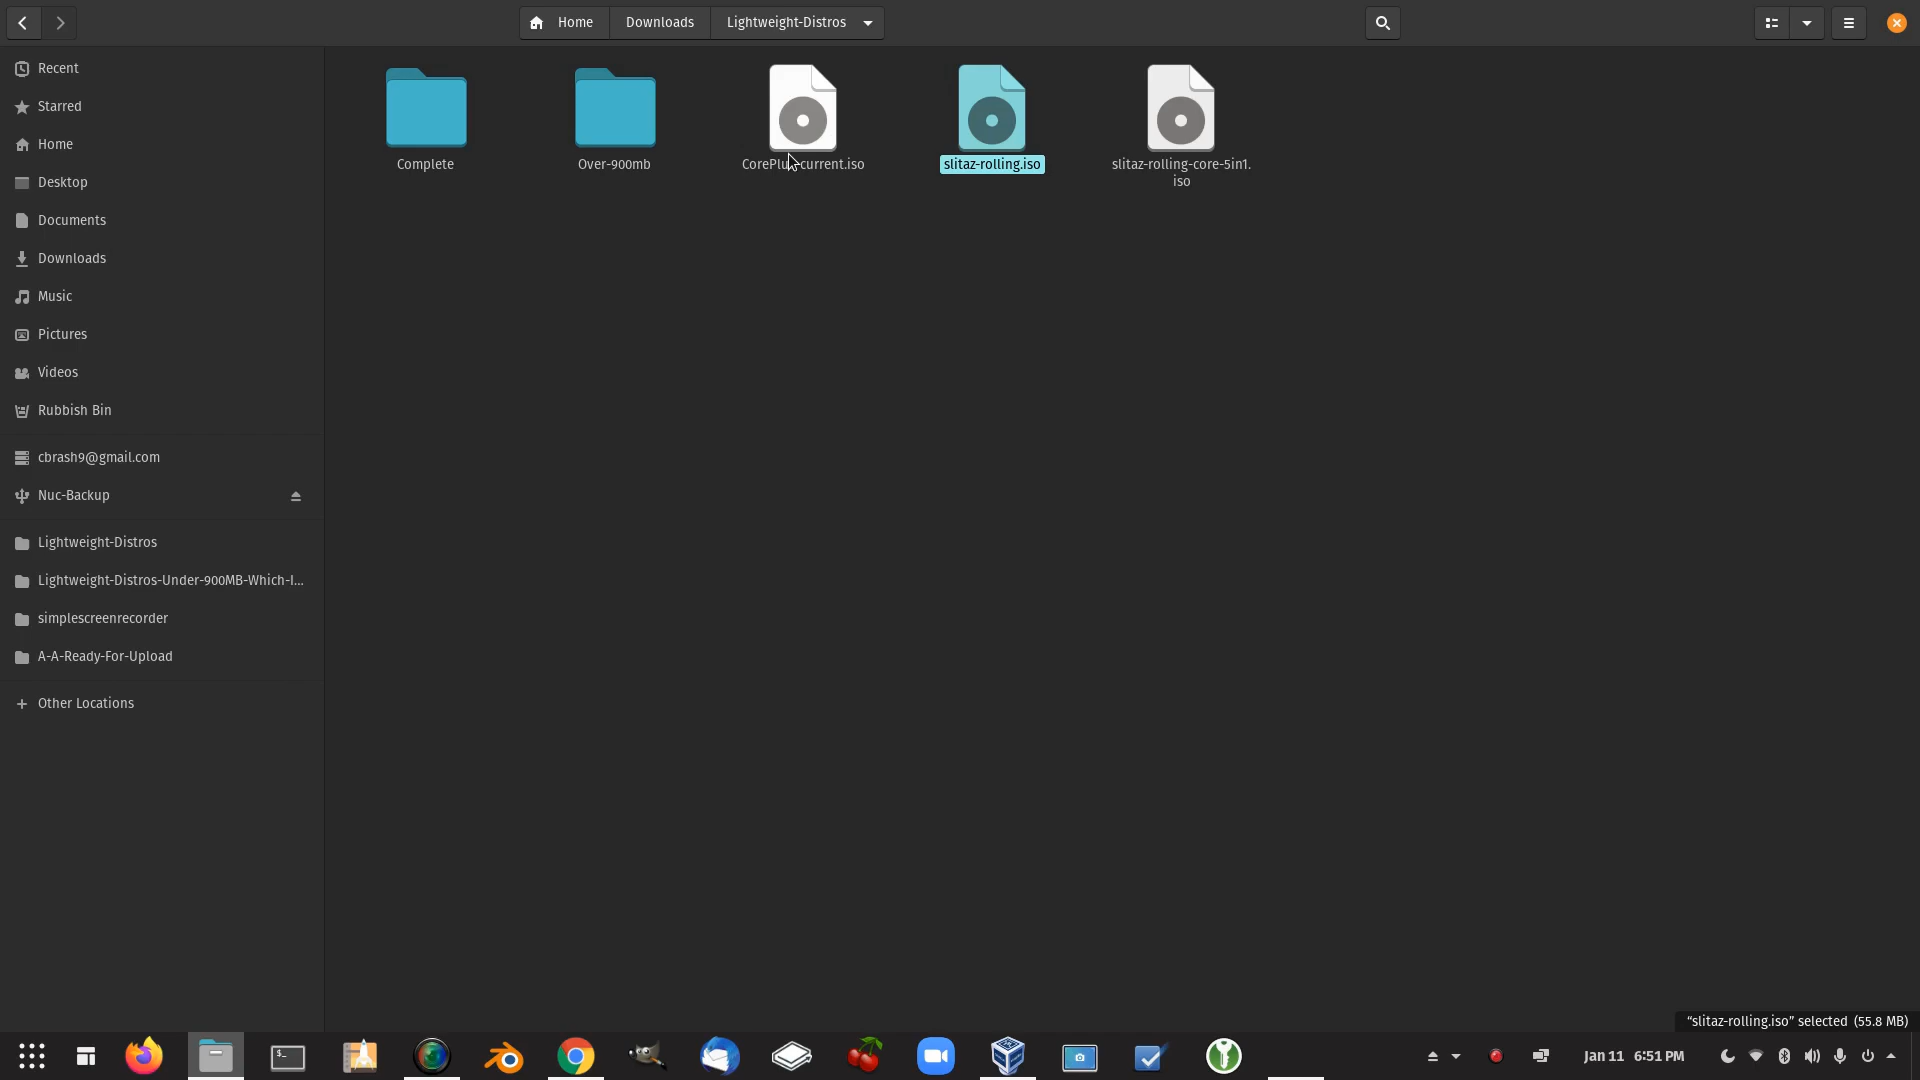 Home
Downloads
Lightweight-Distros
Recent
Starred
Home
Desktop
Documents
Downloads
Music
Pictures
Videos
Rubbish Bin
cbrash9@gmail.com
Nuc-Backup
Lightweight-Distros
Lightweight-Distros-Under-900MB-Which-I...
simplescreenrecorder
A-A-Ready-For-Upload
Other Locations
Complete
Over-900mb
CorePlus-current.iso
slitaz-rolling.iso
slitaz-rolling-core-5in1.
iso
“slitaz-rolling.iso” selected (55.8 MB)
$_
Jan 11 6:51 PM